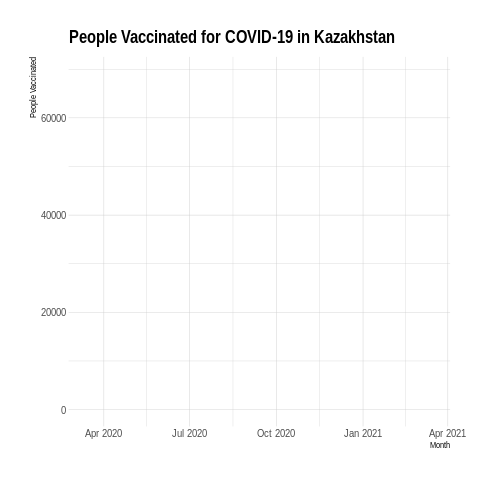 People Vaccinated for COVID-19 in Kazakhstan
People Vaccinated
60000
40000
20000
0
Apr 2020 Jul 2020 Oct 2020 Jan 2021 Apr 2021
Month